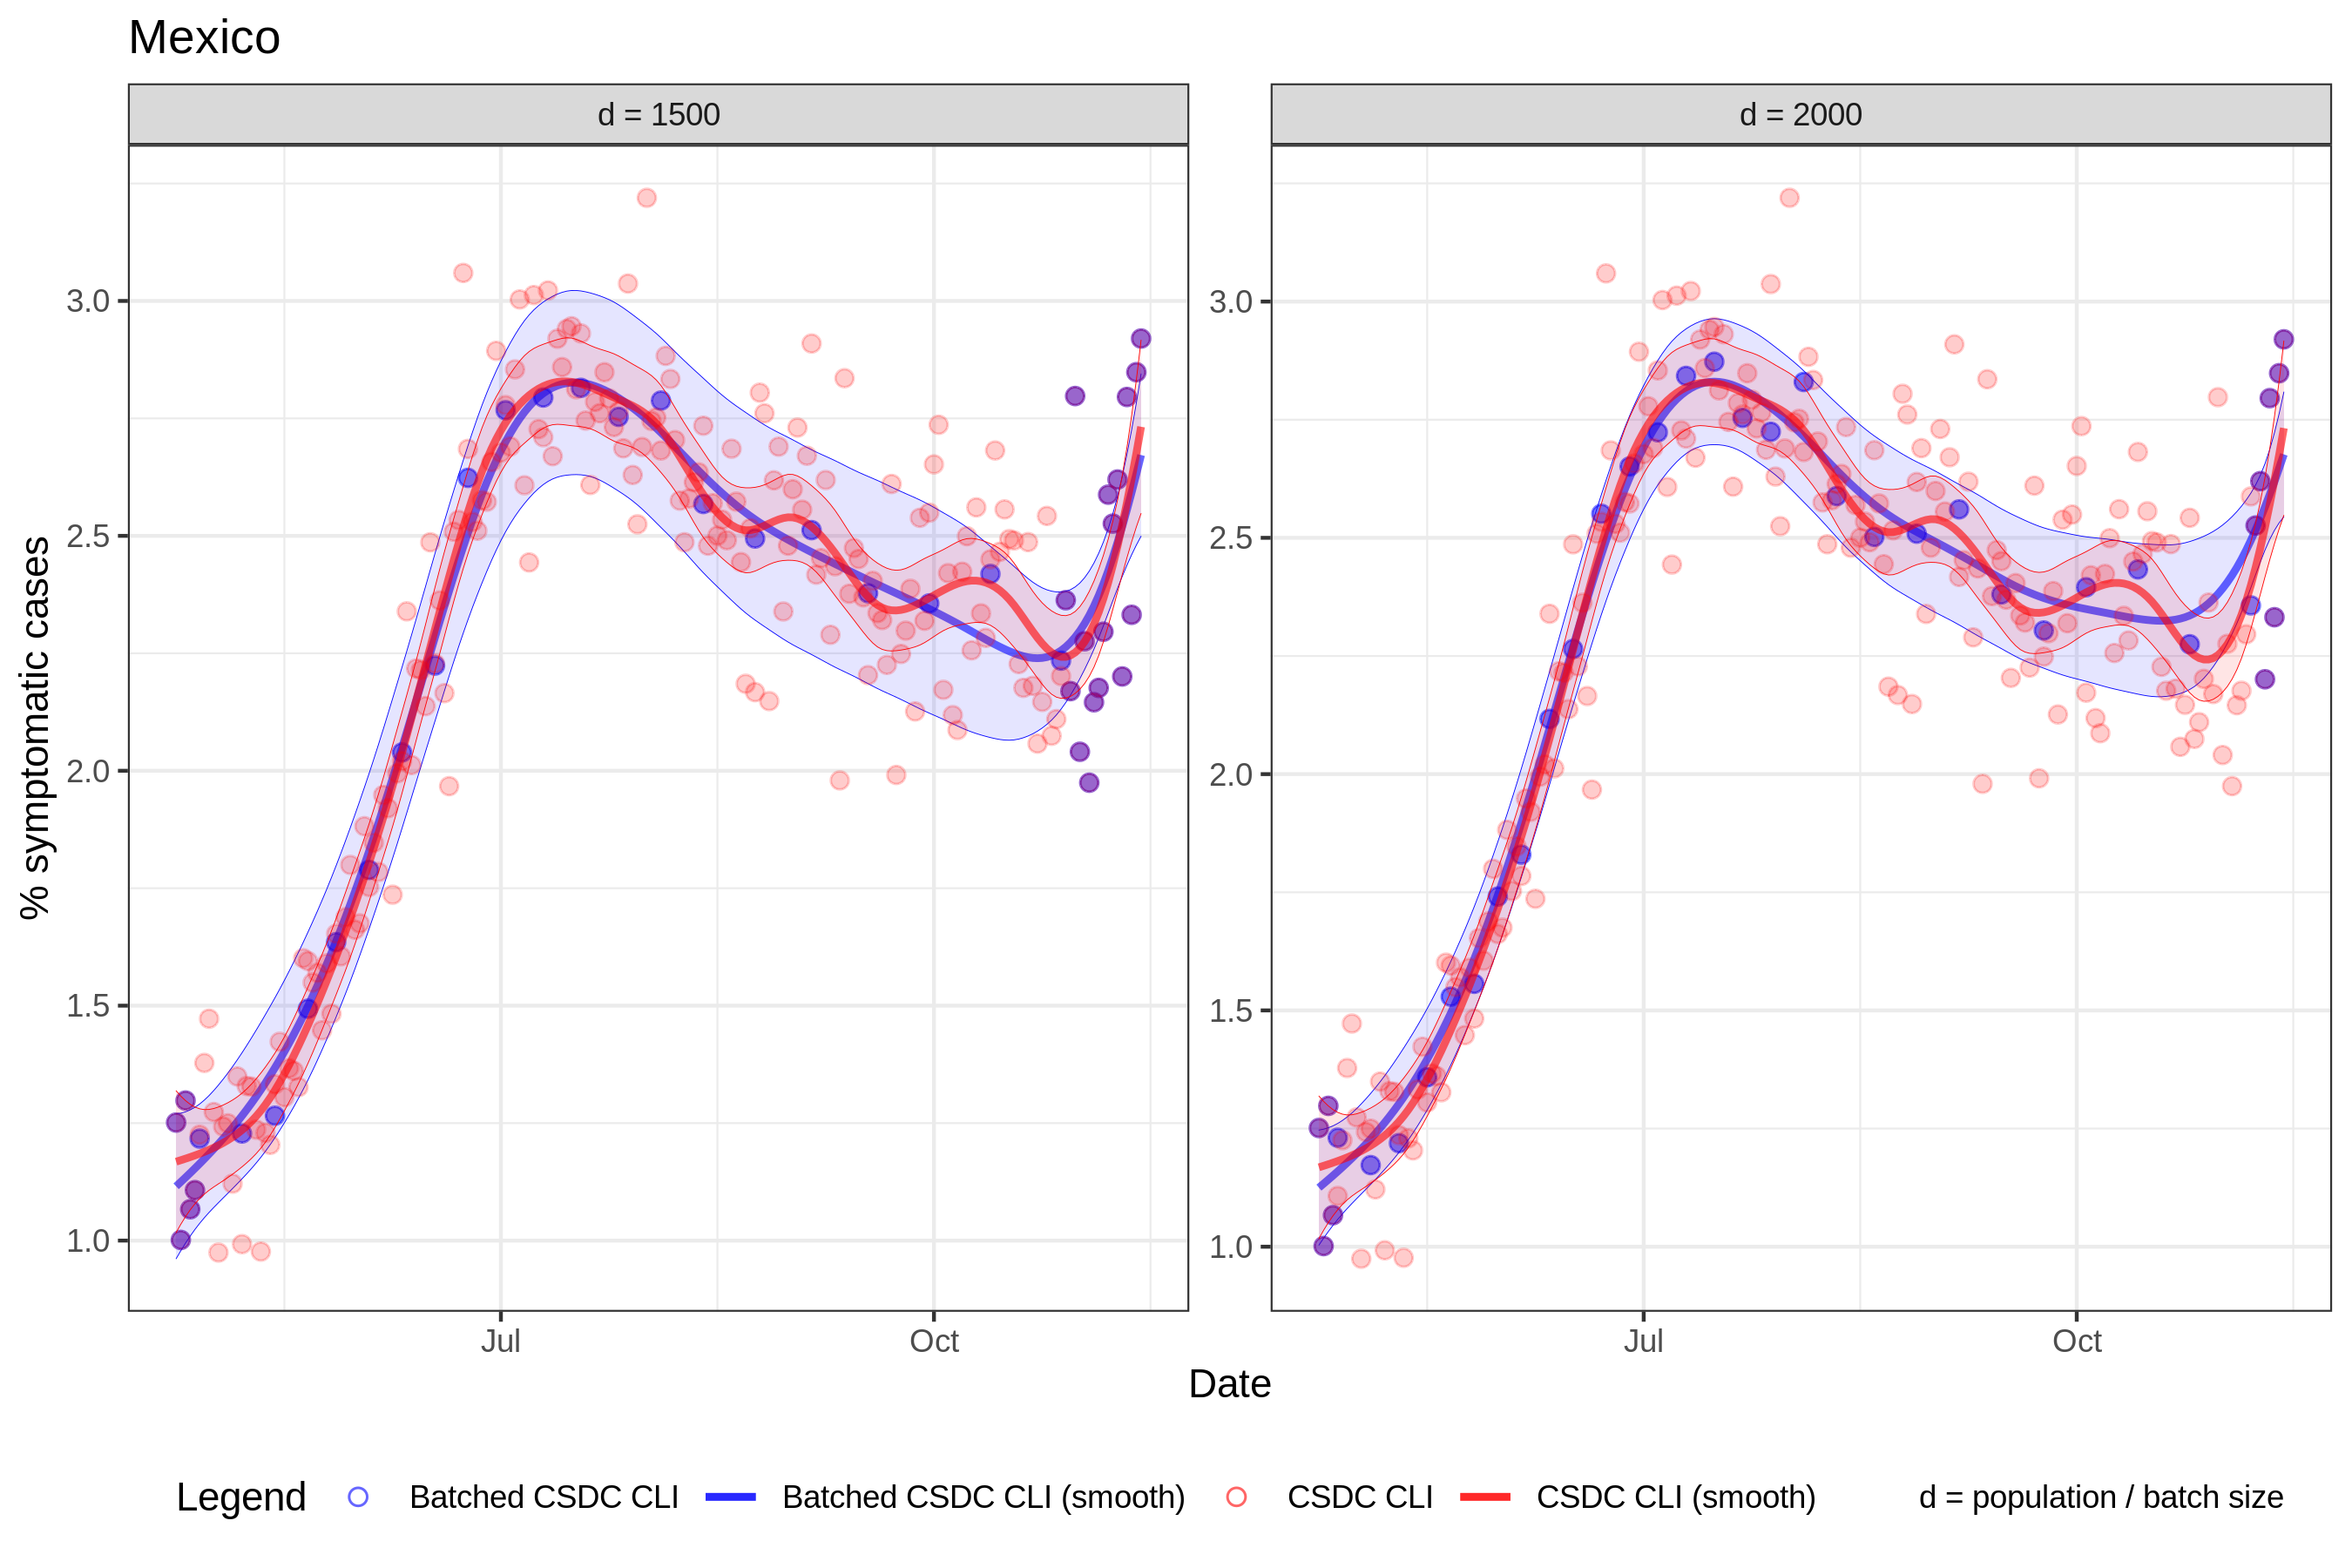 Mexico
d = 1500
d = 2000
% symptomatic cases
3.0
2.5
2.0
1.5
1.0
3.0
2.5
2.0
1.5
1.0
Jul
Oct
Jul
Oct
Date
Legend Batched CSDC CLI Batched CSDC CLI (smooth) CSDC CLI CSDC CLI (smooth) d = population / batch size